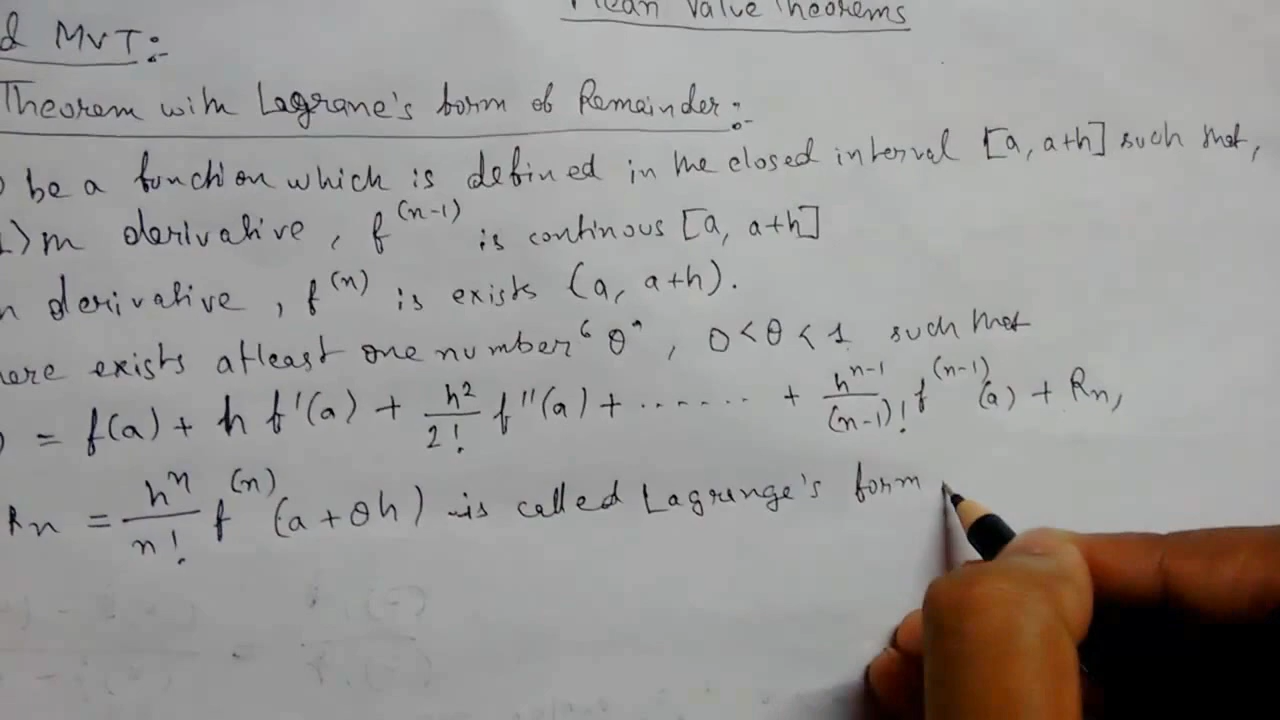 Mean Value Theorems
d MVT:-
Theorem with Lagrane's form of Remainder:-
) be a function which is defined in the closed interval [a, a+h] such that,
1)th derivative, f^(n-1) is continous [a, a+h]
n derivative, f^(n) is exists (a, a+h).
here exists atleast one number "θ", 0 < θ < 1 such that
) = f(a) + h f'(a) + h²/2! f''(a) + ....... + h^(n-1)/(n-1)! f^(n-1)(a) + Rn,
Rn = h^n/n! f^(n)(a+θh) is called Lagrange's form